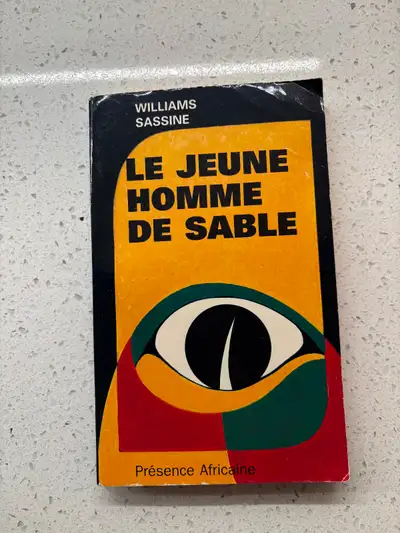 WILLIAMS
SASSINE
LE JEUNE
HOMME
DE SABLE
Présence Africaine